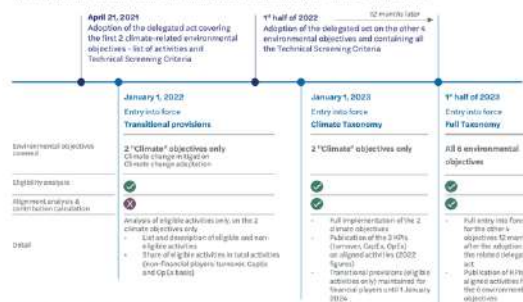 April 21, 2021
Adoption of the delegated act covering
the first 2 climate-related environmental
objectives - list of activities and
Technical Screening Criteria
1st half of 2022
12 months later
Adoption of the delegated act on the other 4
environmental objectives and containing all
the Technical Screening Criteria
January 1, 2022
Entry into force
Transitional provisions
January 1, 2023
Entry into force
Climate Taxonomy
1st half of 2023
Entry into force
Full Taxonomy
Environmental objectives
covered
2 "Climate" objectives only
Climate change mitigation
Climate change adaptation
2 "Climate" objectives only
All 6 environmental
objectives
Eligibility analysis
Alignment analysis &
contribution calculation
X
Detail
Analysis of eligible activities only, on the 2
climate objectives only
- List and description of eligible and non-
eligible activities
- Share of eligible activities in total activities
(non-financial players: turnover, CapEx
and OpEx basis)
- Full implementation of the 2
climate objectives
- Publication of the 3 KPIs
(turnover, CapEx, OpEx)
on aligned activities (2022
figures)
- Transitional provisions (eligible
activities only) maintained for
financial players until 1 January
2024
- Full entry into force
for the other 4
objectives 12 mont
after the adoption
the related delega
act
- Publication of KPIs
aligned activities f
the 6 environment
objectives